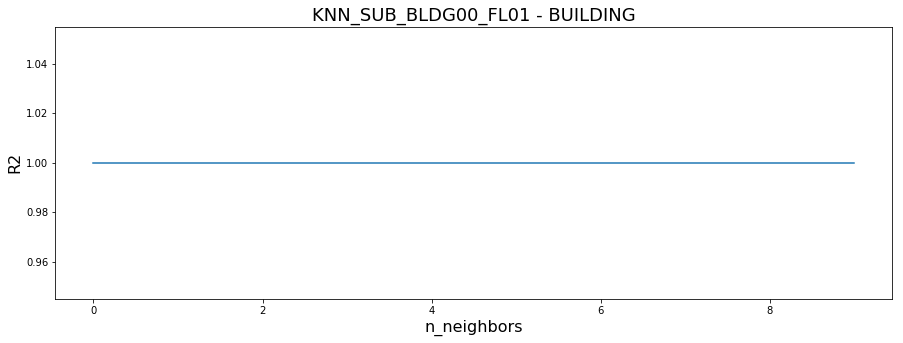 KNN_SUB_BLDG00_FL01 - BUILDING
1.04
1.02
1.00
0.98
0.96
R2
0 2 4 6 8
n_neighbors